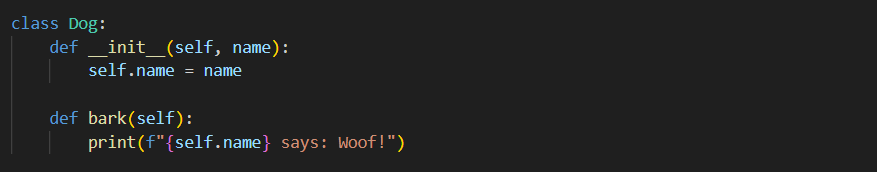 class Dog:
    def __init__(self, name):
        self.name = name

    def bark(self):
        print(f"{self.name} says: Woof!")